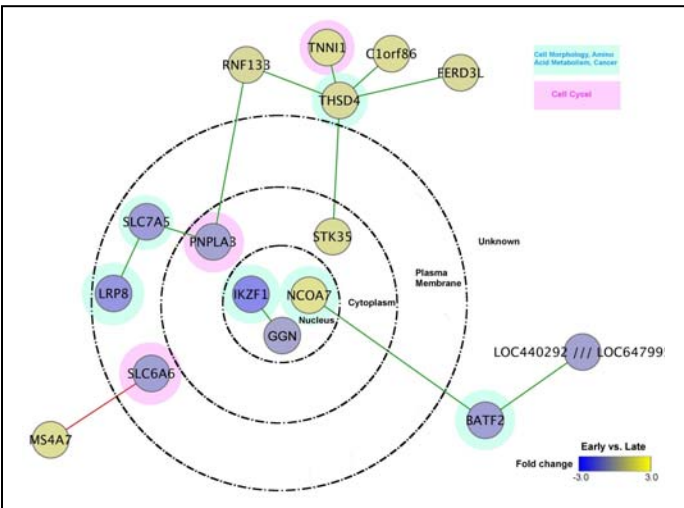 TNNI1
C1orf86
RNF133
FERD3L
THSD4
Cell Morphology, Amino
Acid Metabolism, Cancer
Cell Cysel
SLC7A5
PNPLA3
STK35
Unknown
Plasma
Membrane
LRP8
IKZF1
NCOA7
Cytoplasm
Nucleus
GGN
LOC440292 /// LOC64799
SLC6A6
BATF2
MS4A7
Early vs. Late
Fold change
-3.0
3.0